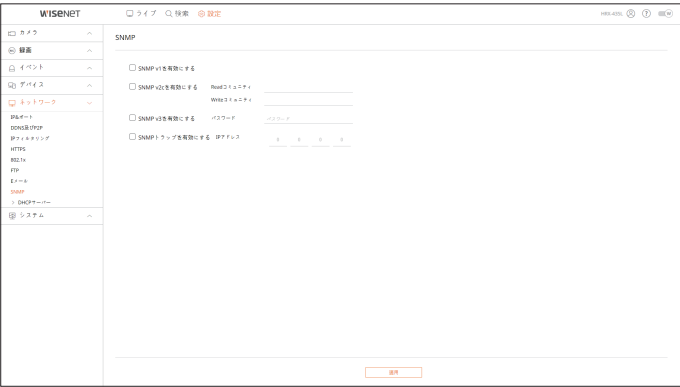 WISENET
ライブ 検索 設定
HRX-435L
カメラ
録画
イベント
デバイス
ネットワーク
IP&ポート
DDNS及びP2P
IPフィルタリング
HTTPS
802.1x
FTP
Eメール
SNMP
DHCPサーバー
システム
SNMP
SNMP v1を有効にする
SNMP v2cを有効にする Readコミュニティ
Writeコミュニティ
SNMP v3を有効にする パスワード パスワード
SNMPトラップを有効にする IPアドレス 0 0 0 0
適用